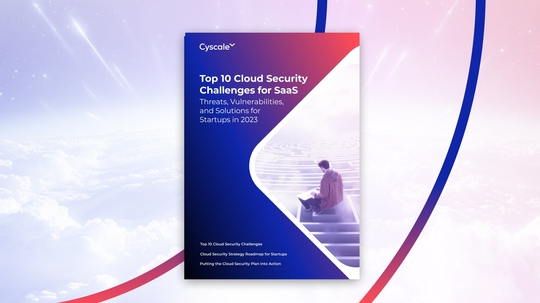 Cyscale
Top 10 Cloud Security
Challenges for SaaS
Threats, Vulnerabilities,
and Solutions for
Startups in 2023
Top 10 Cloud Security Challenges
Cloud Security Strategy Roadmap for Startups
Putting the Cloud Security Plan into Action